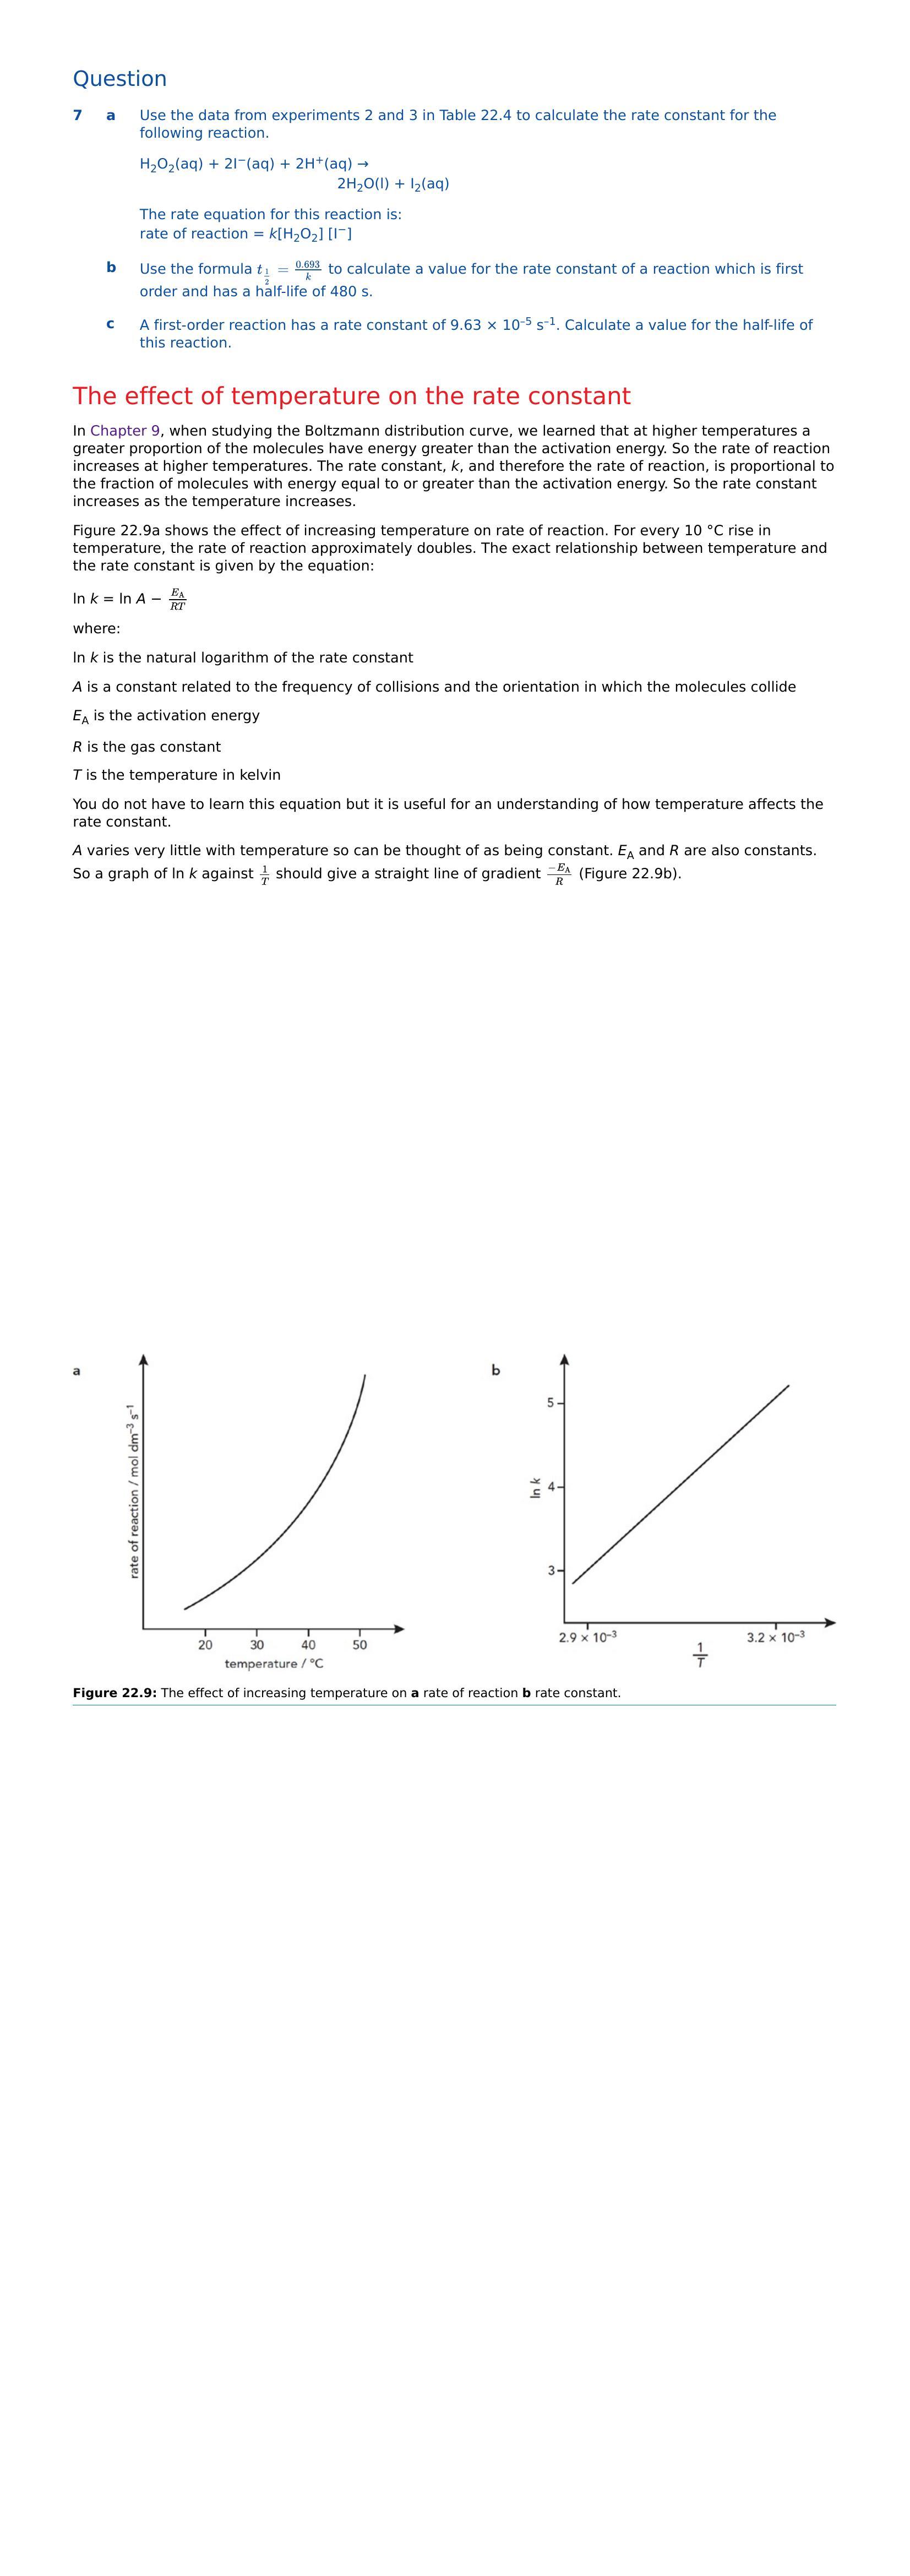 Question
7 a Use the data from experiments 2 and 3 in Table 22.4 to calculate the rate constant for the
following reaction.
H₂O₂(aq) + 2I⁻(aq) + 2H⁺(aq) →
2H₂O(l) + I₂(aq)
The rate equation for this reaction is:
rate of reaction = k[H₂O₂] [I⁻]
b Use the formula t_{1/2} = 0.693/k to calculate a value for the rate constant of a reaction which is first
order and has a half-life of 480 s.
c A first-order reaction has a rate constant of 9.63 × 10⁻⁵ s⁻¹. Calculate a value for the half-life of
this reaction.
The effect of temperature on the rate constant
In Chapter 9, when studying the Boltzmann distribution curve, we learned that at higher temperatures a
greater proportion of the molecules have energy greater than the activation energy. So the rate of reaction
increases at higher temperatures. The rate constant, k, and therefore the rate of reaction, is proportional to
the fraction of molecules with energy equal to or greater than the activation energy. So the rate constant
increases as the temperature increases.
Figure 22.9a shows the effect of increasing temperature on rate of reaction. For every 10 °C rise in
temperature, the rate of reaction approximately doubles. The exact relationship between temperature and
the rate constant is given by the equation:
ln k = ln A − E_A/RT
where:
ln k is the natural logarithm of the rate constant
A is a constant related to the frequency of collisions and the orientation in which the molecules collide
E_A is the activation energy
R is the gas constant
T is the temperature in kelvin
You do not have to learn this equation but it is useful for an understanding of how temperature affects the
rate constant.
A varies very little with temperature so can be thought of as being constant. E_A and R are also constants.
So a graph of ln k against 1/T should give a straight line of gradient −E_A/R (Figure 22.9b).
a
rate of reaction / mol dm⁻³ s⁻¹
20 30 40 50
temperature / °C
b
ln k
5
4
3
2.9 × 10⁻³ 3.2 × 10⁻³
1/T
Figure 22.9: The effect of increasing temperature on a rate of reaction b rate constant.